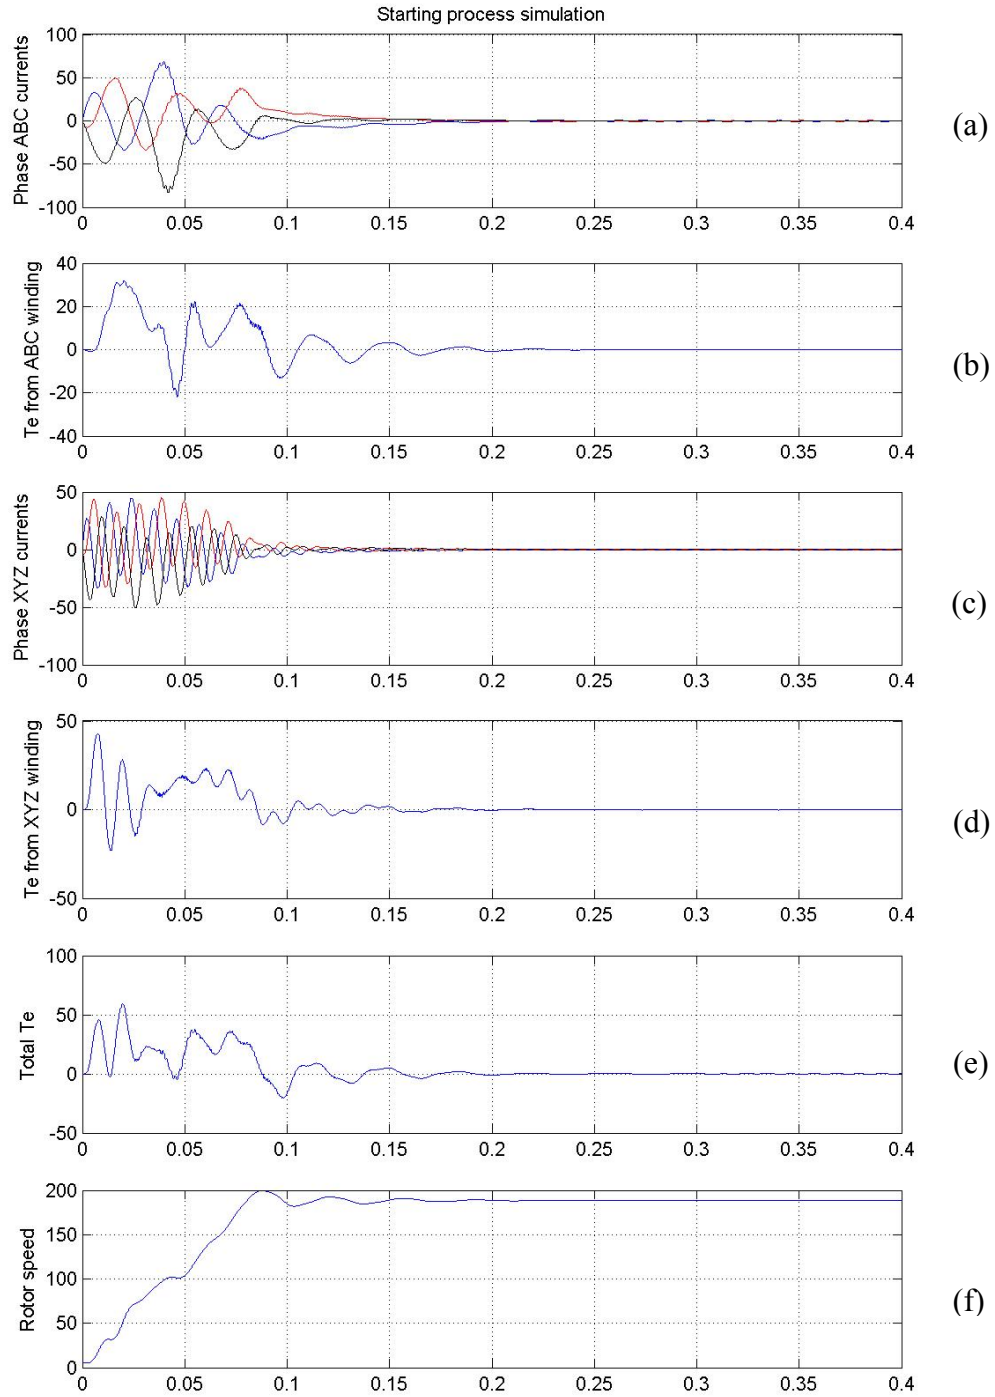 Starting process simulation
Phase ABC currents
100
50
0
-50
-100
0 0.05 0.1 0.15 0.2 0.25 0.3 0.35 0.4
(a)
Te from ABC winding
40
20
0
-20
-40
0 0.05 0.1 0.15 0.2 0.25 0.3 0.35 0.4
(b)
Phase XYZ currents
50
0
-50
-100
0 0.05 0.1 0.15 0.2 0.25 0.3 0.35 0.4
(c)
Te from XYZ winding
50
0
-50
0 0.05 0.1 0.15 0.2 0.25 0.3 0.35 0.4
(d)
Total Te
100
50
0
-50
0 0.05 0.1 0.15 0.2 0.25 0.3 0.35 0.4
(e)
Rotor speed
200
150
100
50
0
0 0.05 0.1 0.15 0.2 0.25 0.3 0.35 0.4
(f)